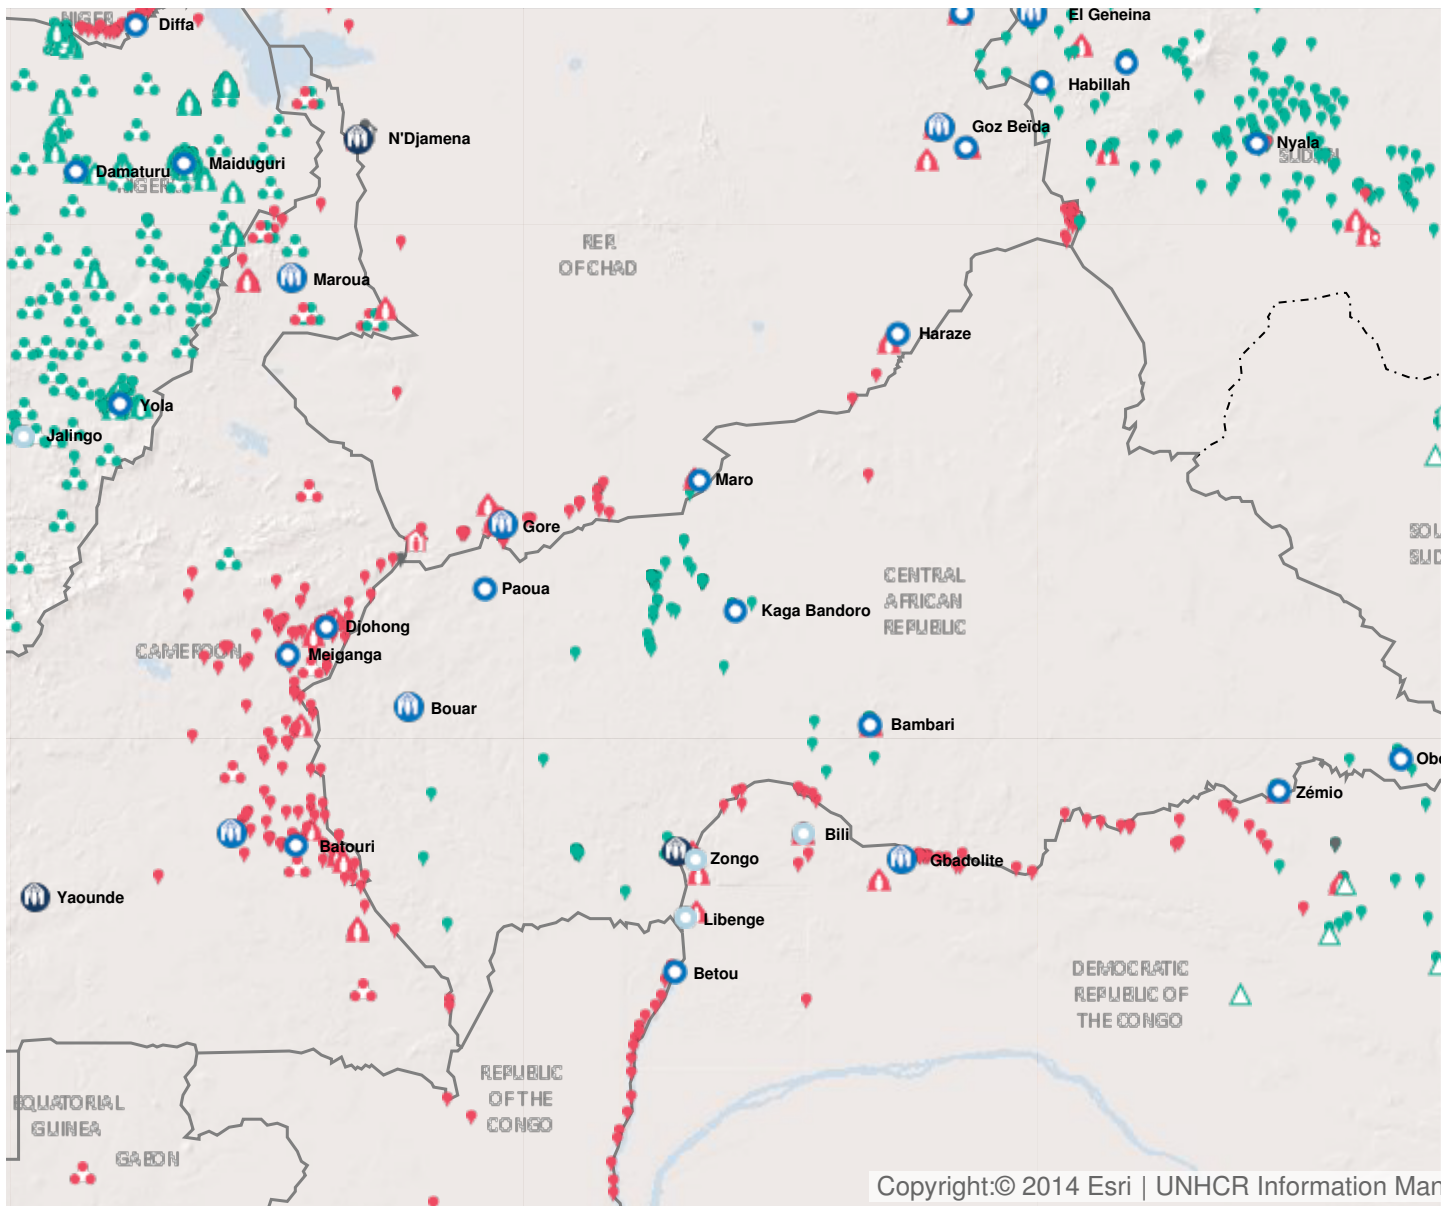 NIGER
Diffa
El Geneina
Habillah
N'Djamena
Goz Beïda
Nyala
SUDAN
Damaturu
Maiduguri
NIGERIA
REP.
OF CHAD
Maroua
Haraze
Yola
Jalingo
Maro
Gore
Paoua
CENTRAL
AFRICAN
REPUBLIC
Kaga Bandoro
Djohong
CAMEROON
Meiganga
Bouar
Bambari
Zémio
Batouri
Zongo
Bili
Gbadolite
Yaounde
Libenge
Betou
DEMOCRATIC
REPUBLIC OF
THE CONGO
REPUBLIC
OF THE
CONGO
EQUATORIAL
GUINEA
GABON
Copyright:© 2014 Esri | UNHCR Information Man